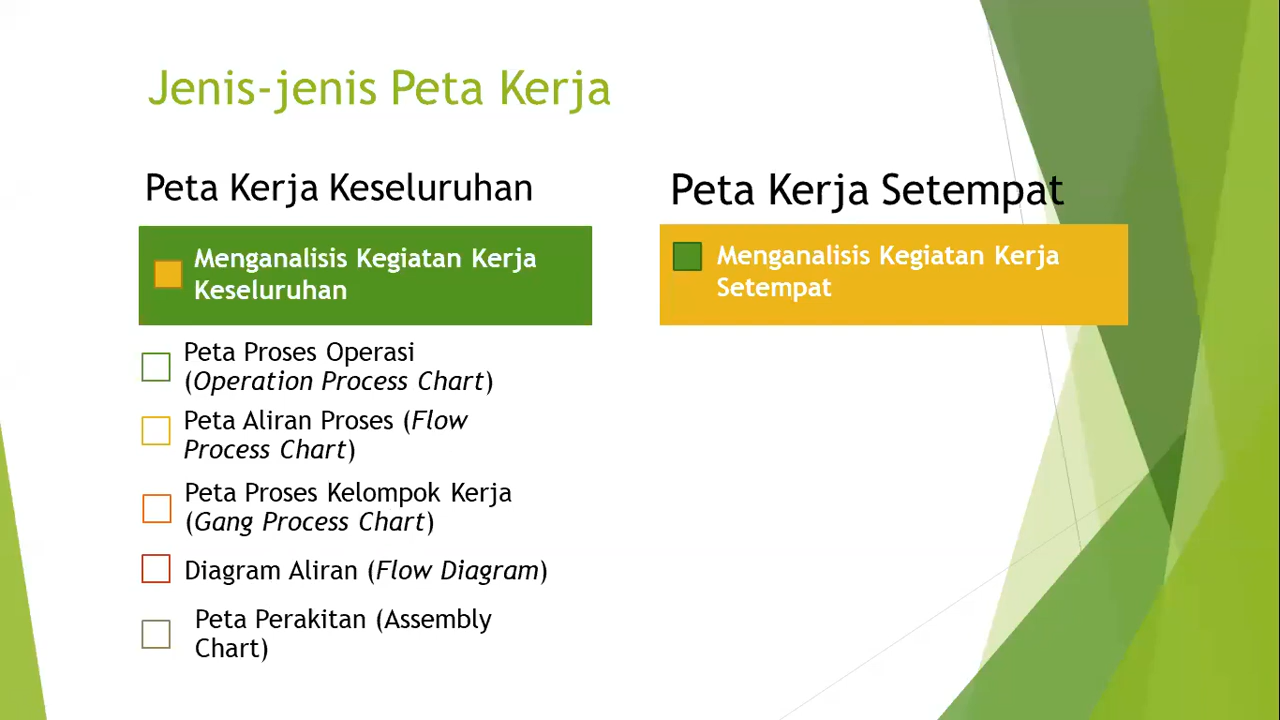 Jenis-jenis Peta Kerja
Peta Kerja Keseluruhan
Menganalisis Kegiatan Kerja
Keseluruhan
Peta Proses Operasi
(Operation Process Chart)
Peta Aliran Proses (Flow
Process Chart)
Peta Proses Kelompok Kerja
(Gang Process Chart)
Diagram Aliran (Flow Diagram)
Peta Perakitan (Assembly
Chart)
Peta Kerja Setempat
Menganalisis Kegiatan Kerja
Setempat